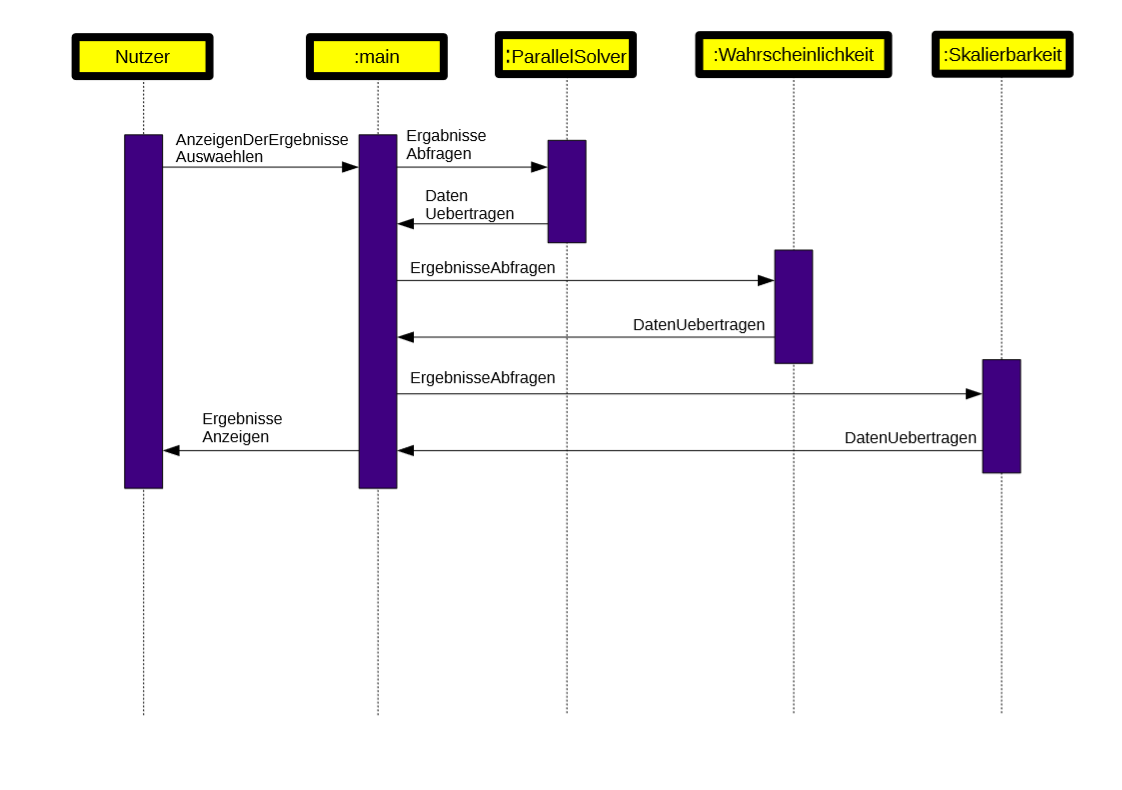 Nutzer
:main
:ParallelSolver
:Wahrscheinlichkeit
:Skalierbarkeit
AnzeigenDerErgebnisse
Auswaehlen
Ergabnisse
Abfragen
Daten
Uebertragen
ErgebnisseAbfragen
DatenUebertragen
ErgebnisseAbfragen
Ergebnisse
Anzeigen
DatenUebertragen